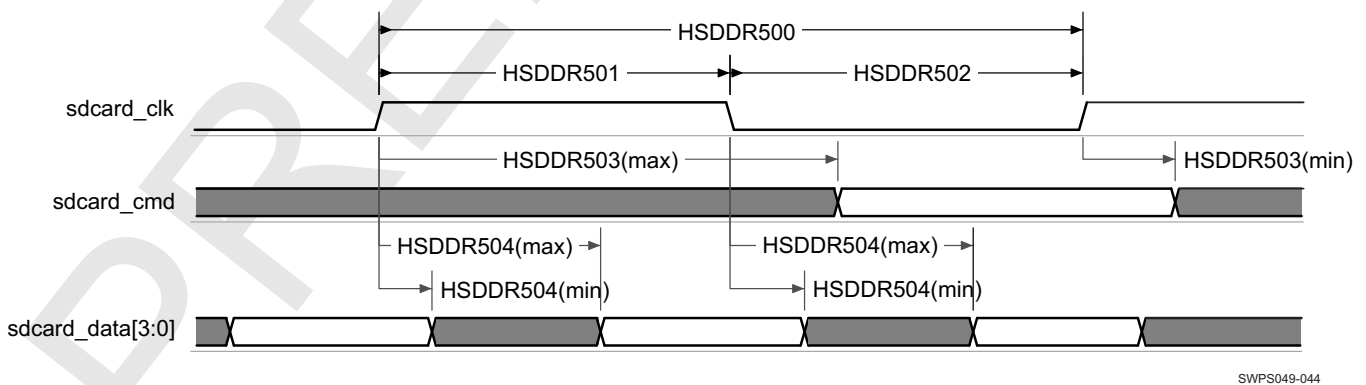 PRE
HSDDR500
HSDDR501
HSDDR502
sdcard_clk
HSDDR503(max)
HSDDR503(min)
sdcard_cmd
HSDDR504(max)
HSDDR504(max)
HSDDR504(min)
HSDDR504(min)
sdcard_data[3:0]
SWPS049-044